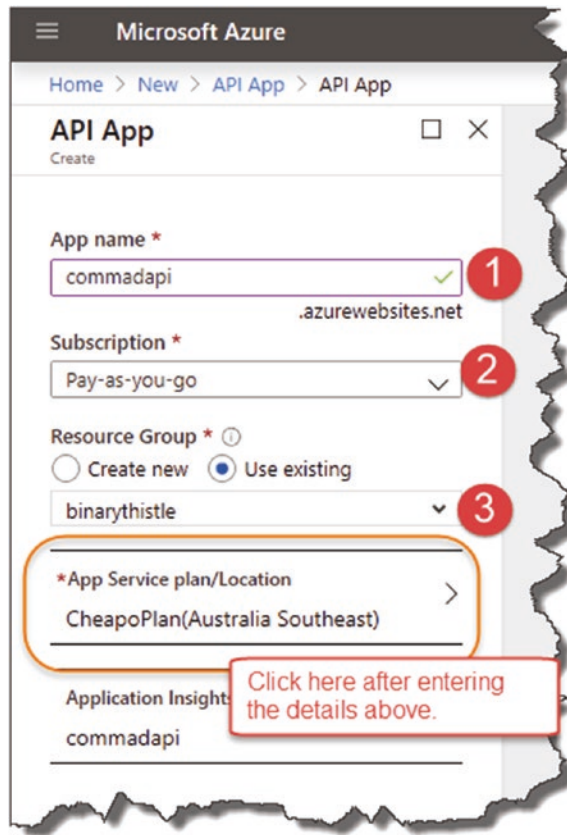 Microsoft Azure
Home > New > API App > API App
API App
Create
App name *
commadapi
1
.azurewebsites.net
Subscription *
Pay-as-you-go
2
Resource Group *
Create new Use existing
binarythistle
3
*App Service plan/Location
CheapoPlan(Australia Southeast)
Application Insights
Click here after entering
the details above.
commadapi